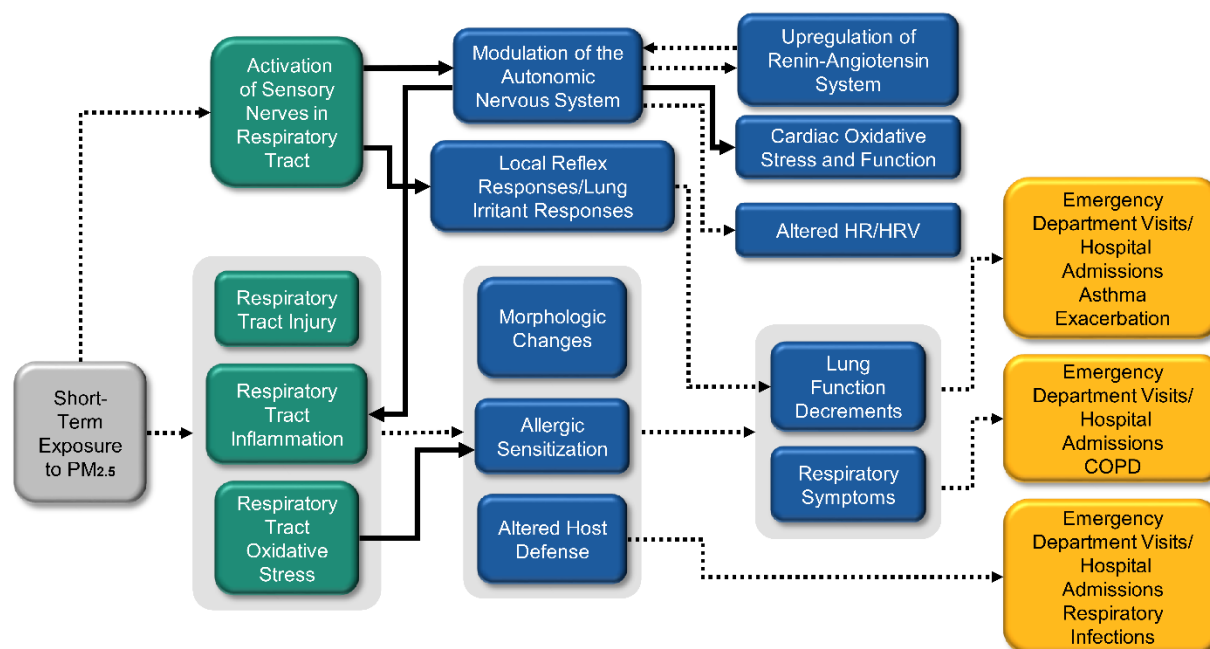 Activation
of Sensory
Nerves in
Respiratory
Tract
Modulation of the
Autonomic
Nervous System
Upregulation of
Renin-Angiotensin
System
Cardiac Oxidative
Stress and Function
Local Reflex
Responses/Lung
Irritant Responses
Altered HR/HRV
Emergency
Department Visits/
Hospital
Admissions
Asthma
Exacerbation
Respiratory
Tract Injury
Morphologic
Changes
Short-
Term
Exposure
to PM2.5
Respiratory
Tract
Inflammation
Allergic
Sensitization
Lung
Function
Decrements
Emergency
Department Visits/
Hospital
Admissions
COPD
Respiratory
Symptoms
Respiratory
Tract
Oxidative
Stress
Altered Host
Defense
Emergency
Department Visits/
Hospital
Admissions
Respiratory
Infections